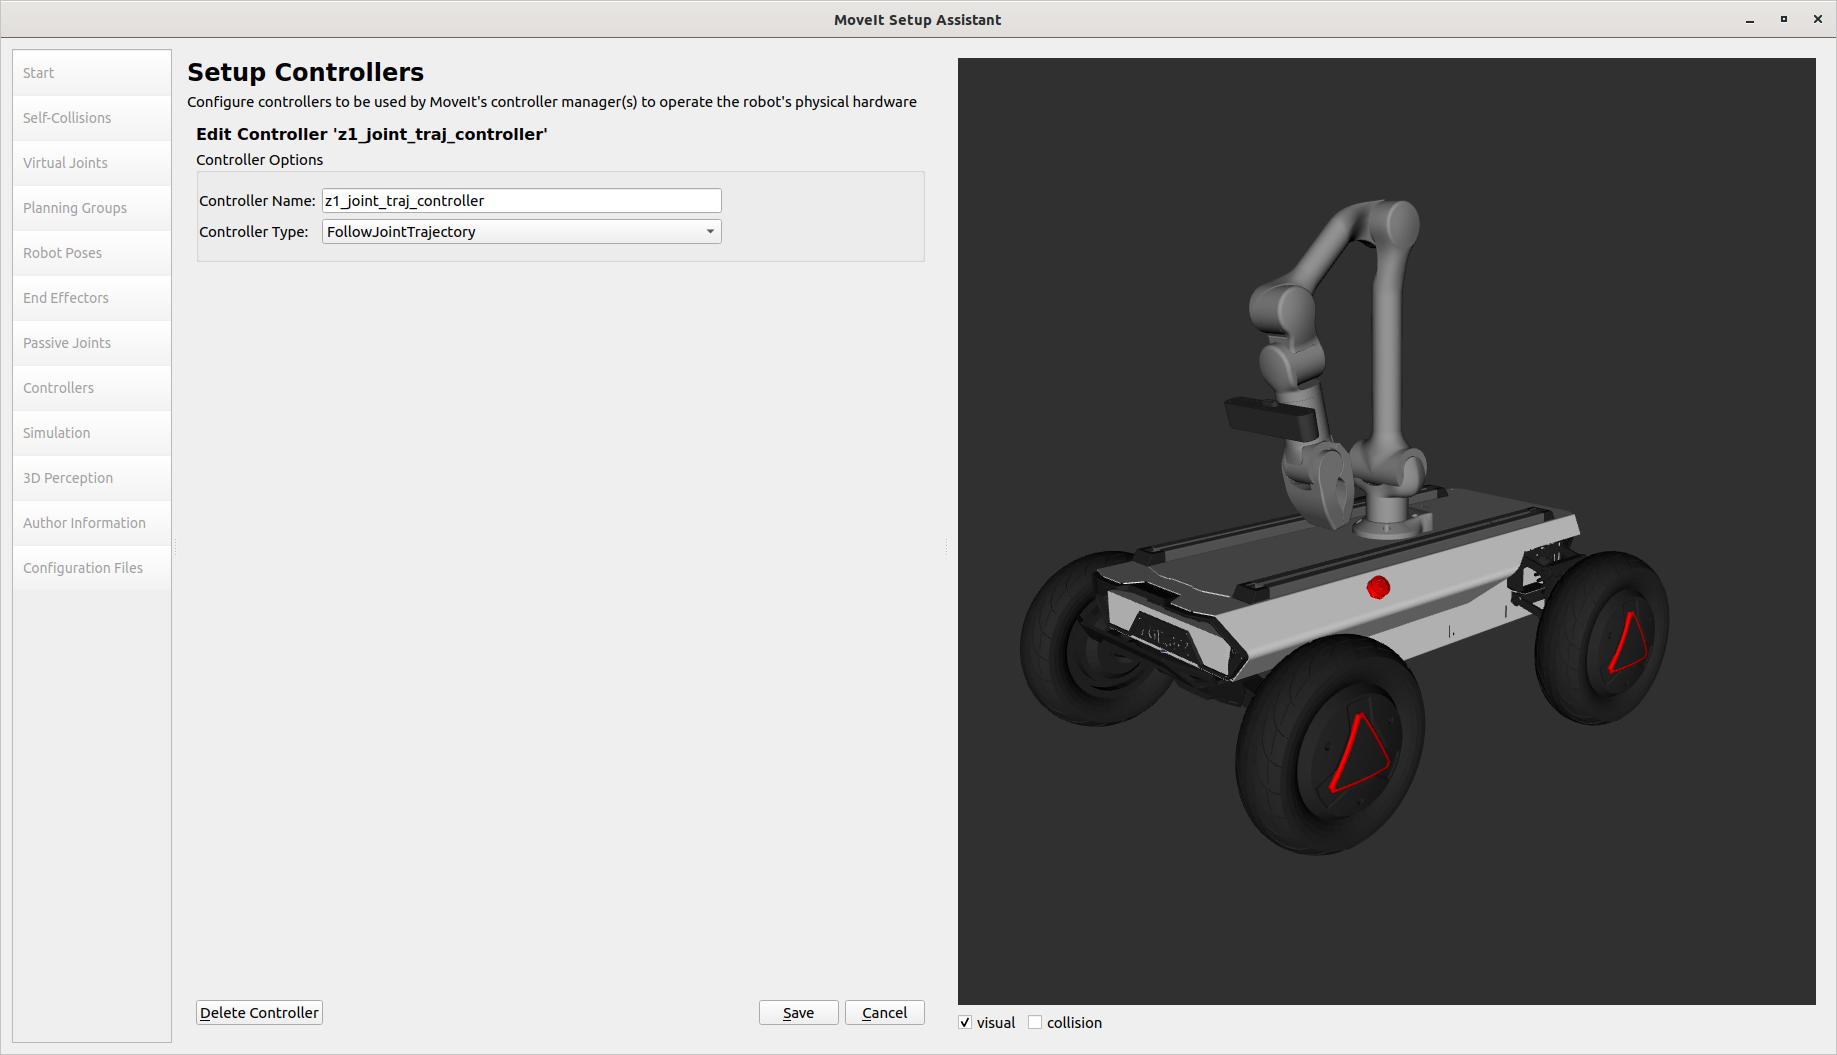 MoveIt Setup Assistant
Start
Self-Collisions
Virtual Joints
Planning Groups
Robot Poses
End Effectors
Passive Joints
Controllers
Simulation
3D Perception
Author Information
Configuration Files
Setup Controllers
Configure controllers to be used by MoveIt's controller manager(s) to operate the robot's physical hardware
Edit Controller 'z1_joint_traj_controller'
Controller Options
Controller Name: z1_joint_traj_controller
Controller Type: FollowJointTrajectory
Delete Controller Save Cancel
visual collision